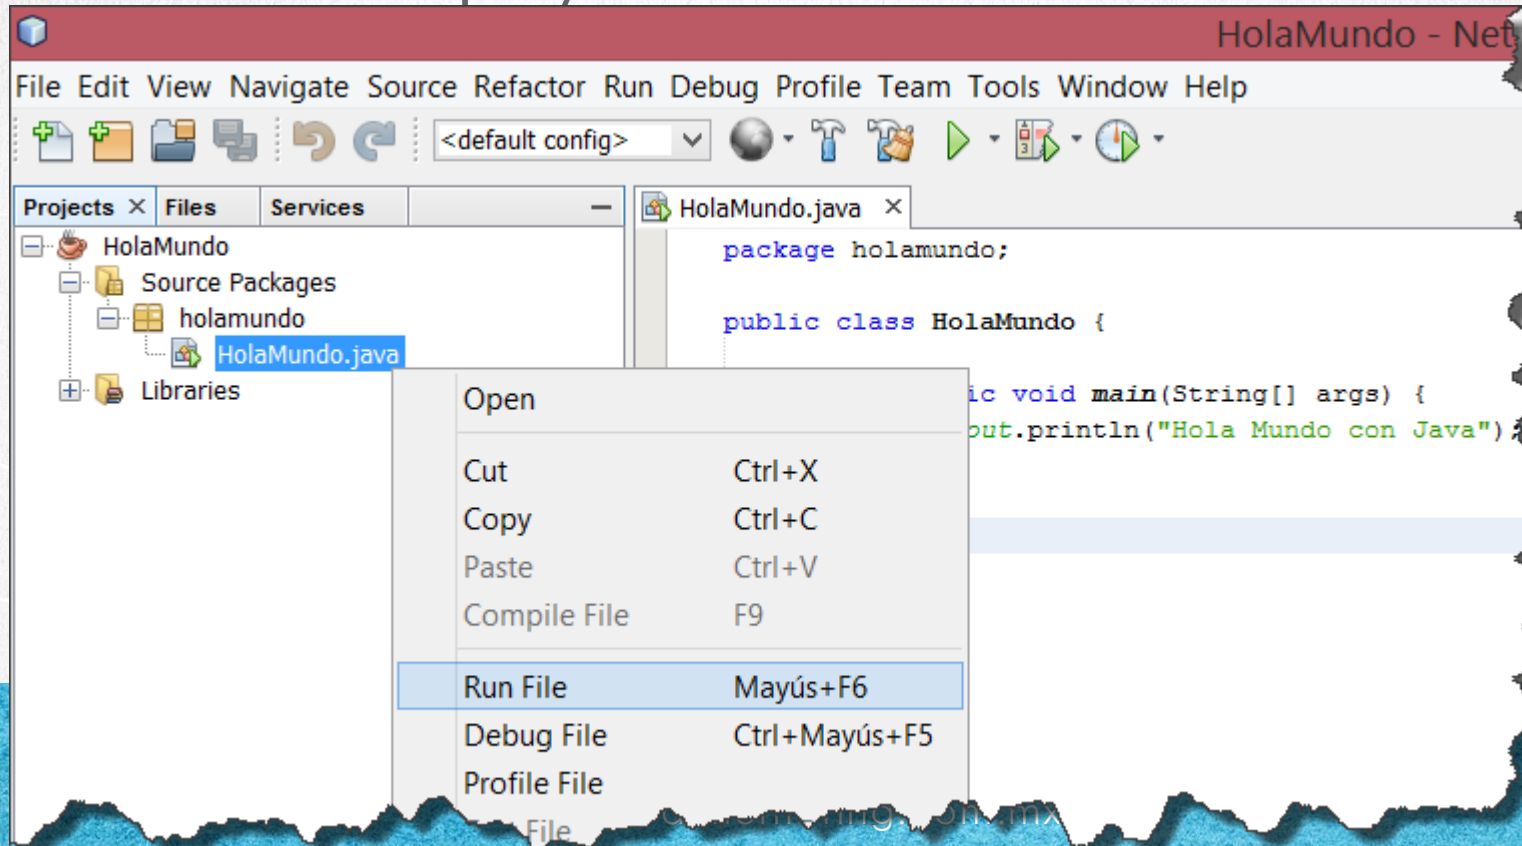 HolaMundo - Net
File Edit View Navigate Source Refactor Run Debug Profile Team Tools Window Help
<default config>
Projects Files Services
HolaMundo.java
HolaMundo
Source Packages
holamundo
HolaMundo.java
Libraries
package holamundo;
public class HolaMundo {
ic void main(String[] args) {
out.println("Hola Mundo con Java");
Open
Cut Ctrl+X
Copy Ctrl+C
Paste Ctrl+V
Compile File F9
Run File Mayús+F6
Debug File Ctrl+Mayús+F5
Profile File
File